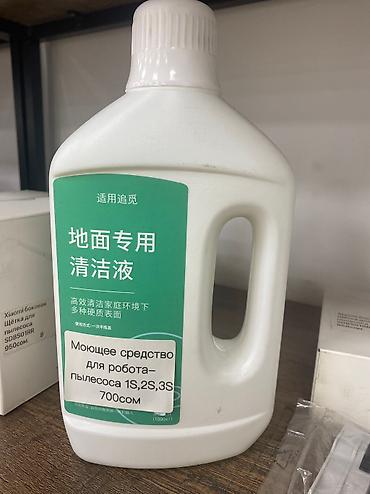 适用追觅
地面专用
清洁液
高效清洁家庭环境下
多种硬质表面
Моющее средство
для робота-
пылесоса 1S,2S,3S
700сом
Xiaomi боковая
Щётка для
пылесоса
950сом